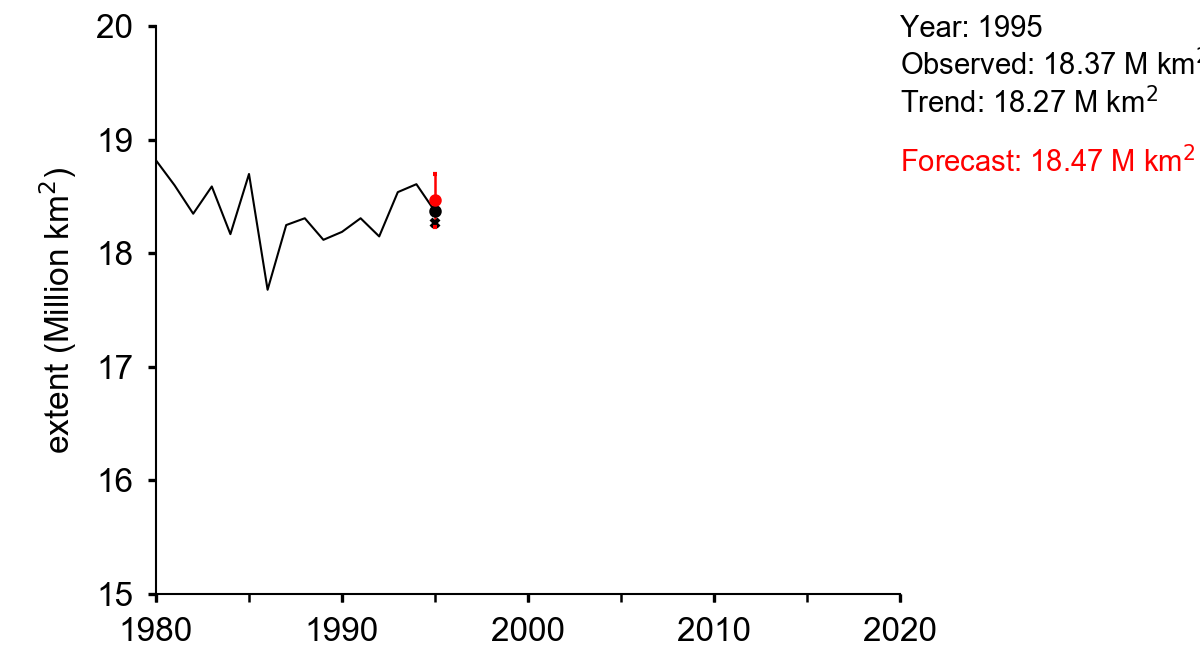 20
19
18
17
16
15
1980
1990
2000
2010
2020
extent (Million km²)
Year: 1995
Observed: 18.37 M km²
Trend: 18.27 M km²
Forecast: 18.47 M km²